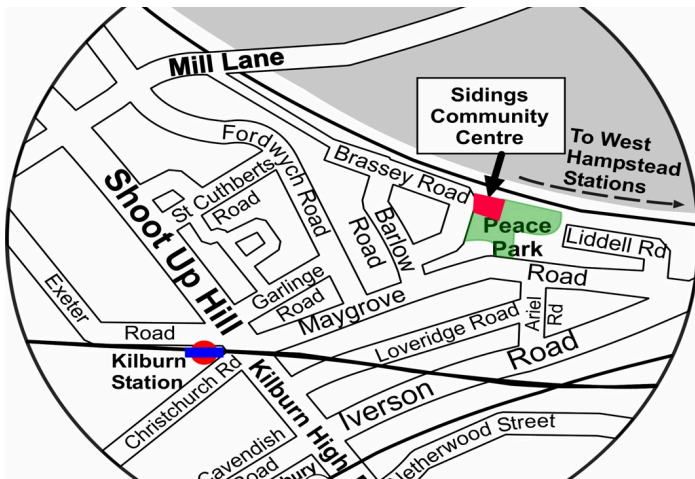 Mill Lane
Sidings
Community
Centre
To West
Hampstead
Stations
Fordwych Road
Brassey Road
St Cuthberts
Road
Shoot Up Hill
Barlow
Road
Peace
Park
Liddell Rd
Exeter
Road
Garlinge
Road
Maygrove
Road
Ariel
Rd
Loveridge Road
Kilburn
Station
Christchurch Rd
Kilburn High
Iverson
Road
Cavendish
Road
Netherwood Street